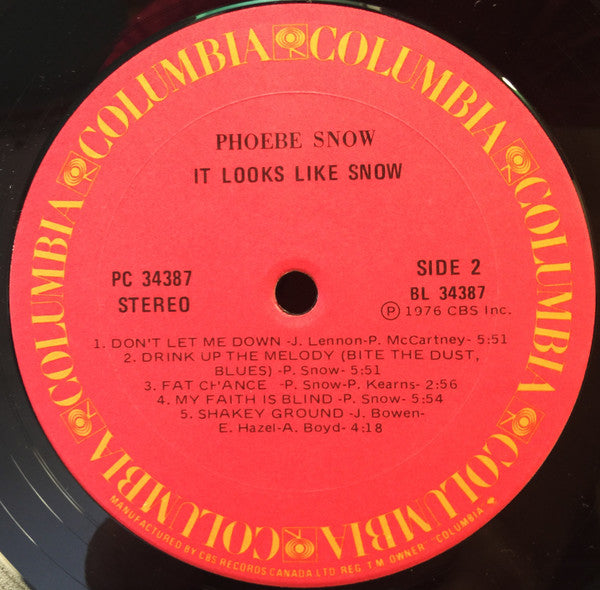 COLUMBIA COLUMBIA COLUMBIA COLUMBIA COLUMBIA COLUMBIA
PHOEBE SNOW
IT LOOKS LIKE SNOW
PC 34387
STEREO
SIDE 2
BL 34387
Ⓟ 1976 CBS Inc.
1. DON'T LET ME DOWN -J. Lennon-P. McCartney- 5:51
2. DRINK UP THE MELODY (BITE THE DUST,
BLUES) -P. Snow- 5:51
3. FAT CHANCE -P. Snow-P. Kearns- 2:56
4. MY FAITH IS BLIND -P. Snow- 5:54
5. SHAKEY GROUND -J. Bowen-
E. Hazel-A. Boyd- 4:18
MANUFACTURED BY CBS RECORDS CANADA LTD REG. T.M. OWNER "COLUMBIA"